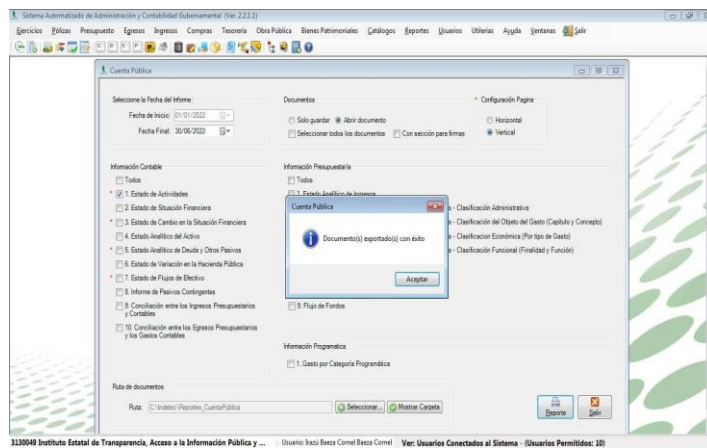 Sistema Automatizado de Administración y Contabilidad Gubernamental (Ver. 2.2.1.1)
Ejercicios Pólizas Presupuesto Egresos Ingresos Compras Tesorería Obra Pública Bienes Patrimoniales Catálogos Reportes Usuarios Utilerías Ayuda Ventanas Salir
Cuenta Pública
Seleccione la Fecha del Informe:
Fecha de Inicio: 01/01/2022
Fecha Final: 30/06/2022
Documentos
Solo guardar Abrir documento
Seleccionar todos los documentos Con sección para firmas
* Configuración Pagina
Horizontal
Vertical
Información Contable
Todos
* 1. Estado de Actividades
2. Estado de Situación Financiera
* 3. Estado de Cambio en la Situación Financiera
4. Estado Analítico del Activo
* 5. Estado Analítico de Deuda y Otros Pasivos
6. Estado de Variación en la Hacienda Pública
* 7. Estado de Flujos de Efectivo
8. Informe de Pasivos Contingentes
9. Conciliación entre los Ingresos Presupuestarios
y Contables
10. Conciliación entre los Egresos Presupuestarios
y los Gastos Contables
Información Presupuestaria
Todos
1. Estado Analítico de Ingresos
s - Clasificación Administrativa
s - Clasificación del Objeto del Gasto (Capítulo y Concepto)
s - Clasificacion Económica (Por tipo de Gasto)
s - Clasificación Funcional (Finalidad y Función)
9. Flujo de Fondos
Cuenta Pública
Documento(s) exportado(s) con éxito
Aceptar
Información Programatica
1. Gasto por Categoría Programática
Ruta de documentos
Ruta: C:\Indetec\Reportes_CuentaPublica Seleccionar... Mostrar Carpeta
Reporte Salir
3130049 Instituto Estatal de Transparencia, Acceso a la Información Pública y ... Usuario: Irazú Baeza Cornel Baeza Cornel Ver: Usuarios Conectados al Sistema - (Usuarios Permitidos: 10)